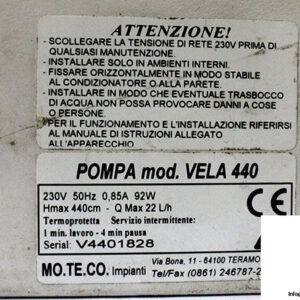 ATTENZIONE!
- SCOLLEGARE LA TENSIONE DI RETE 230V PRIMA DI
QUALSIASI MANUTENZIONE.
- INSTALLARE SOLO IN AMBIENTI INTERNI.
- FISSARE ORIZZONTALMENTE IN MODO STABILE
AL CONDIZIONATORE O ALLA PARETE.
- INSTALLARE IN MODO CHE EVENTUALE TRABOCCO
DI ACQUA NON POSSA PROVOCARE DANNI A COSE
O PERSONE.
- PER IL FUNZIONAMENTO E L'INSTALLAZIONE RIFERIRSI
AL MANUALE DI ISTRUZIONI ALLEGATO
ALL'APPARECCHIO.
POMPA mod. VELA 440
230V 50Hz 0,85A 92W
Hmax 440cm - Q Max 22 L/h
Termoprotetta Servizio intermittente:
1 min. lavoro - 4 min pausa
Serial: V4401828
CE
MO.TE.CO. Impianti
Via Bona, 11 - 64100 TERAMO
Tel/Fax (0861) 246787-2